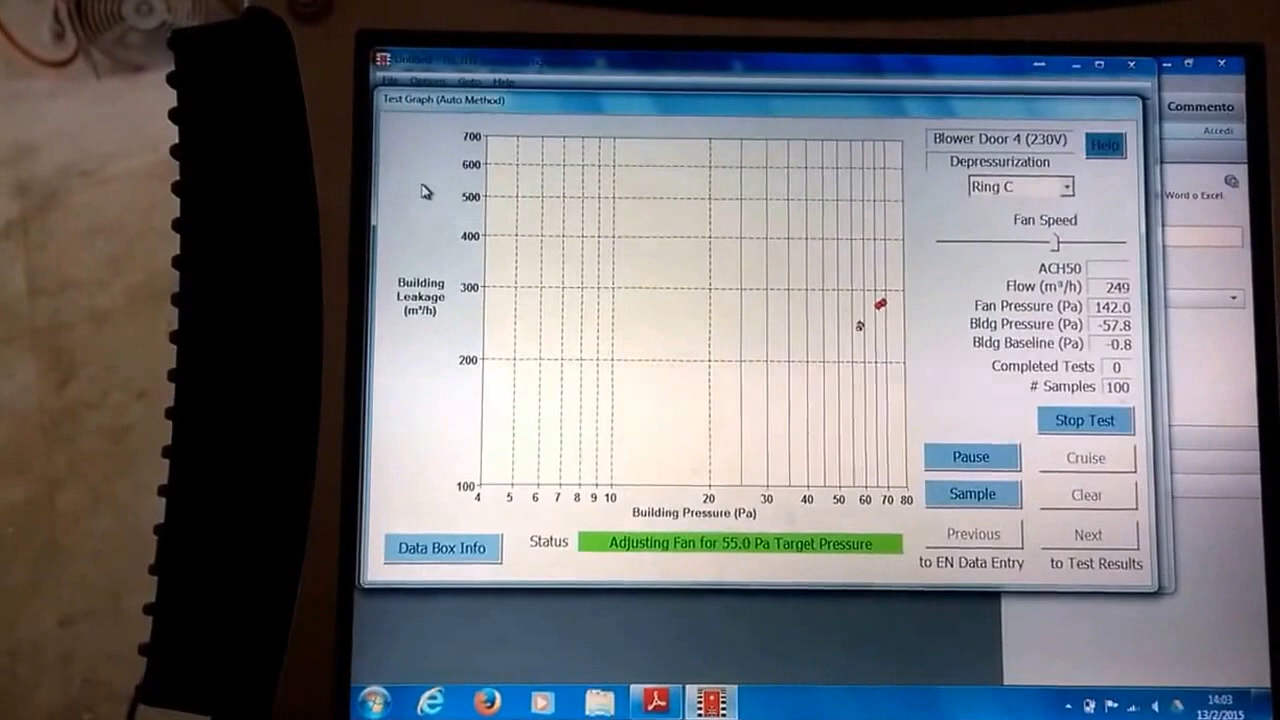 File Options Goto Help
Test Graph (Auto Method)
Commento
Accedi
Word o Excel
Blower Door 4 (230V)
Help
Depressurization
Ring C
Fan Speed
ACH50
Flow (m³/h) 249
Fan Pressure (Pa) 142.0
Bldg Pressure (Pa) -57.8
Bldg Baseline (Pa) -0.8
Completed Tests 0
# Samples 100
Stop Test
Pause Cruise
Sample Clear
Previous Next
to EN Data Entry to Test Results
700
600
500
400
300
200
100
Building
Leakage
(m³/h)
4 5 6 7 8 9 10 20 30 40 50 60 70 80
Building Pressure (Pa)
Data Box Info
Status Adjusting Fan for 55.0 Pa Target Pressure
14:03
13/2/2015